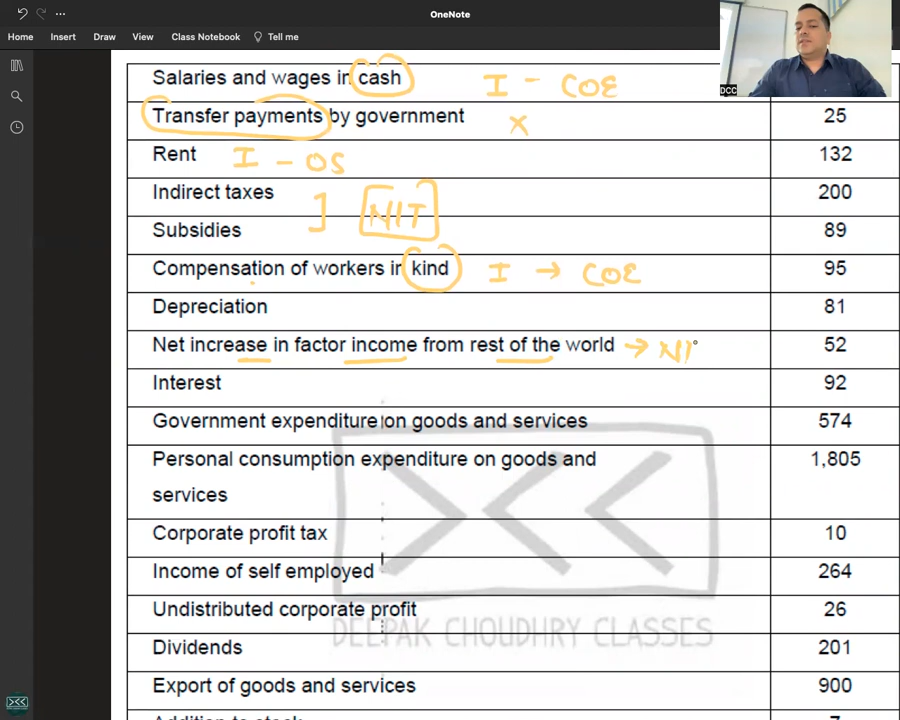 OneNote
Home Insert Draw View Class Notebook Tell me
DCC
Salaries and wages in cash I - COE
Transfer payments by government X 25
Rent I - OS 132
Indirect taxes 200
] NIT
Subsidies 89
Compensation of workers in kind I → COE 95
Depreciation 81
Net increase in factor income from rest of the world → NI 52
Interest 92
Government expenditure on goods and services 574
Personal consumption expenditure on goods and 1,805
services
Corporate profit tax 10
Income of self employed 264
Undistributed corporate profit 26
DEEPAK CHOUDHRY CLASSES
Dividends 201
Export of goods and services 900
Addition to stock 7